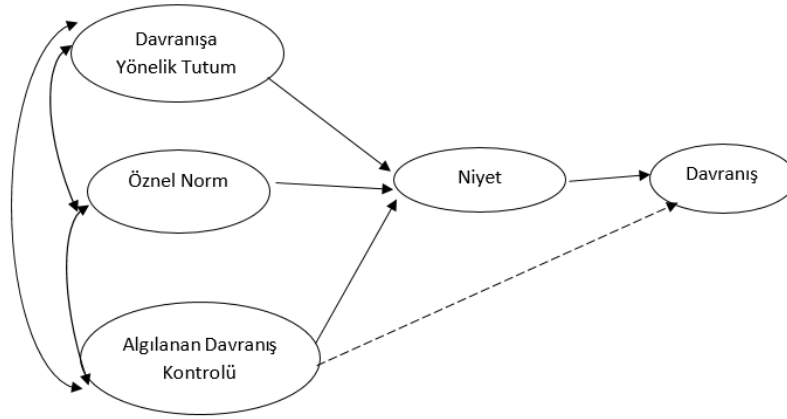 Davranışa
Yönelik Tutum
Öznel Norm
Niyet
Davranış
Algılanan Davranış
Kontrolü